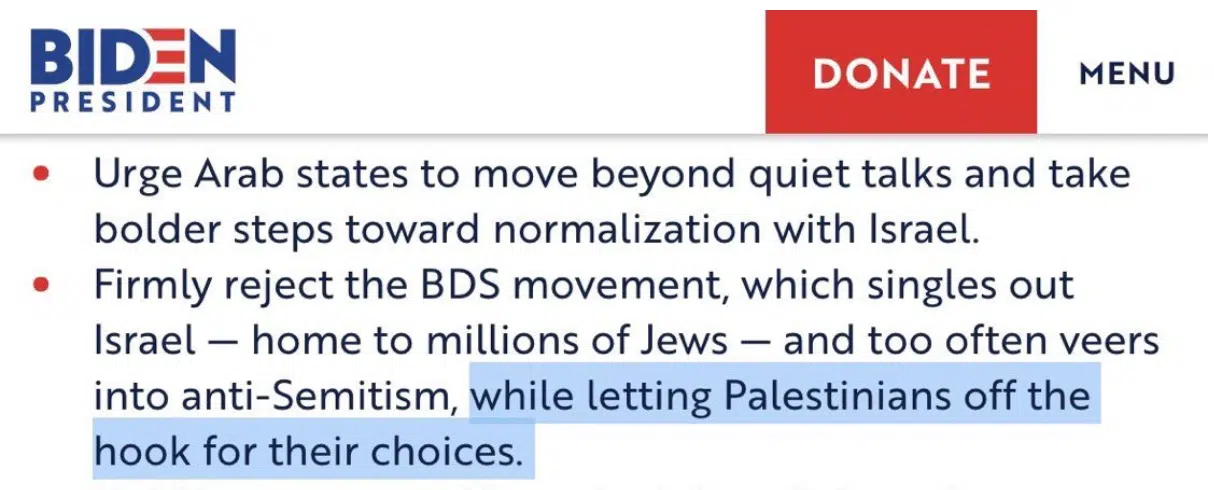 BIDEN
PRESIDENT
DONATE
MENU
• Urge Arab states to move beyond quiet talks and take
bolder steps toward normalization with Israel.
• Firmly reject the BDS movement, which singles out
Israel — home to millions of Jews — and too often veers
into anti-Semitism, while letting Palestinians off the
hook for their choices.